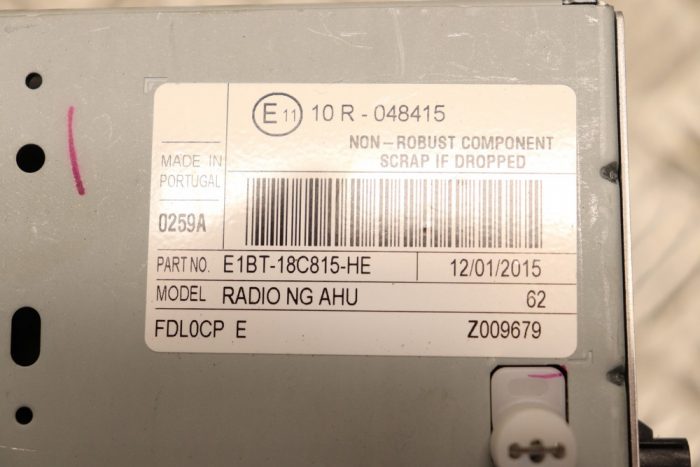 E 11 10 R - 048415
NON-ROBUST COMPONENT
SCRAP IF DROPPED
MADE IN
PORTUGAL
0259A
PART NO. E1BT-18C815-HE 12/01/2015
MODEL RADIO NG AHU 62
FDL0CP E Z009679